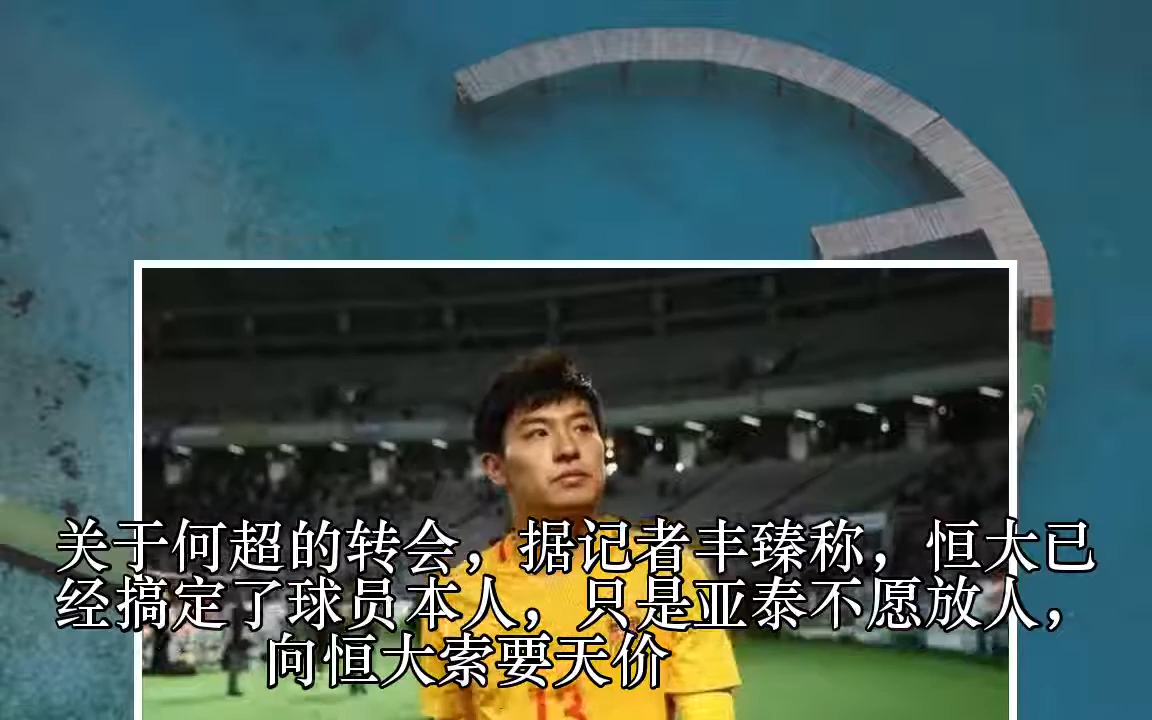 关于何超的转会，据记者丰臻称，恒大已
经搞定了球员本人，只是亚泰不愿放人，
向恒大索要天价
13